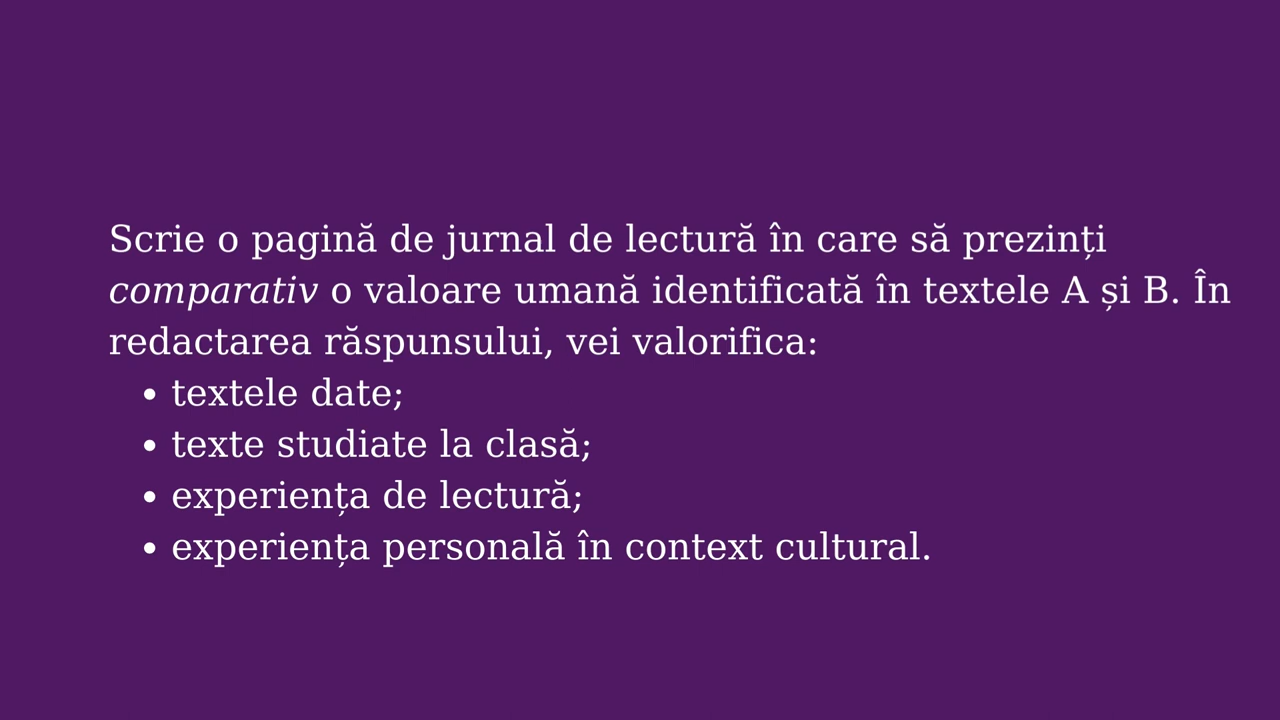 Scrie o pagină de jurnal de lectură în care să prezinți
comparativ o valoare umană identificată în textele A și B. În
redactarea răspunsului, vei valorifica:
• textele date;
• texte studiate la clasă;
• experiența de lectură;
• experiența personală în context cultural.